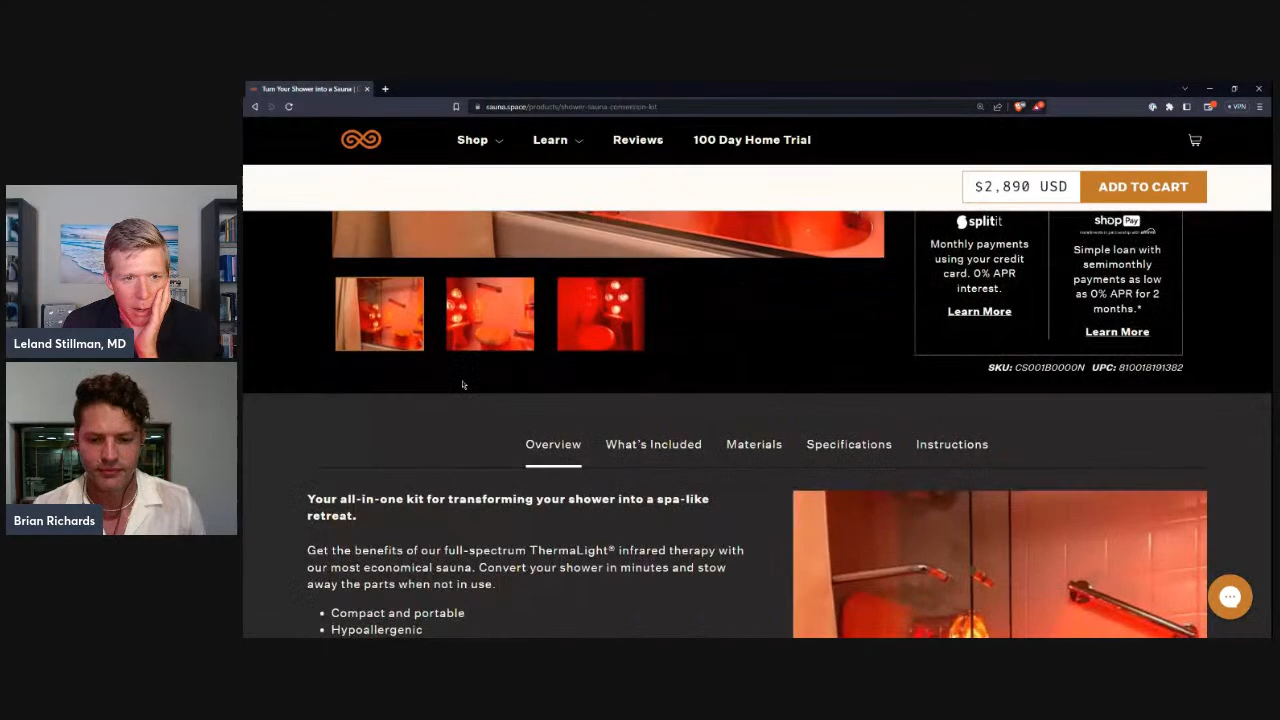 Turn Your Shower into a Sauna |
sauna.space/products/shower-sauna-conversion-kit
VPN
Shop
Learn
Reviews
100 Day Home Trial
$2,890 USD
ADD TO CART
splitit
Monthly payments
using your credit
card. 0% APR
interest.
Learn More
shop Pay
Simple loan with
semimonthly
payments as low
as 0% APR for 2
months.*
Learn More
SKU: CS001B0000N UPC: 810018191382
Leland Stillman, MD
Brian Richards
Overview
What's Included
Materials
Specifications
Instructions
Your all-in-one kit for transforming your shower into a spa-like
retreat.
Get the benefits of our full-spectrum ThermaLight® infrared therapy with
our most economical sauna. Convert your shower in minutes and stow
away the parts when not in use.
• Compact and portable
• Hypoallergenic